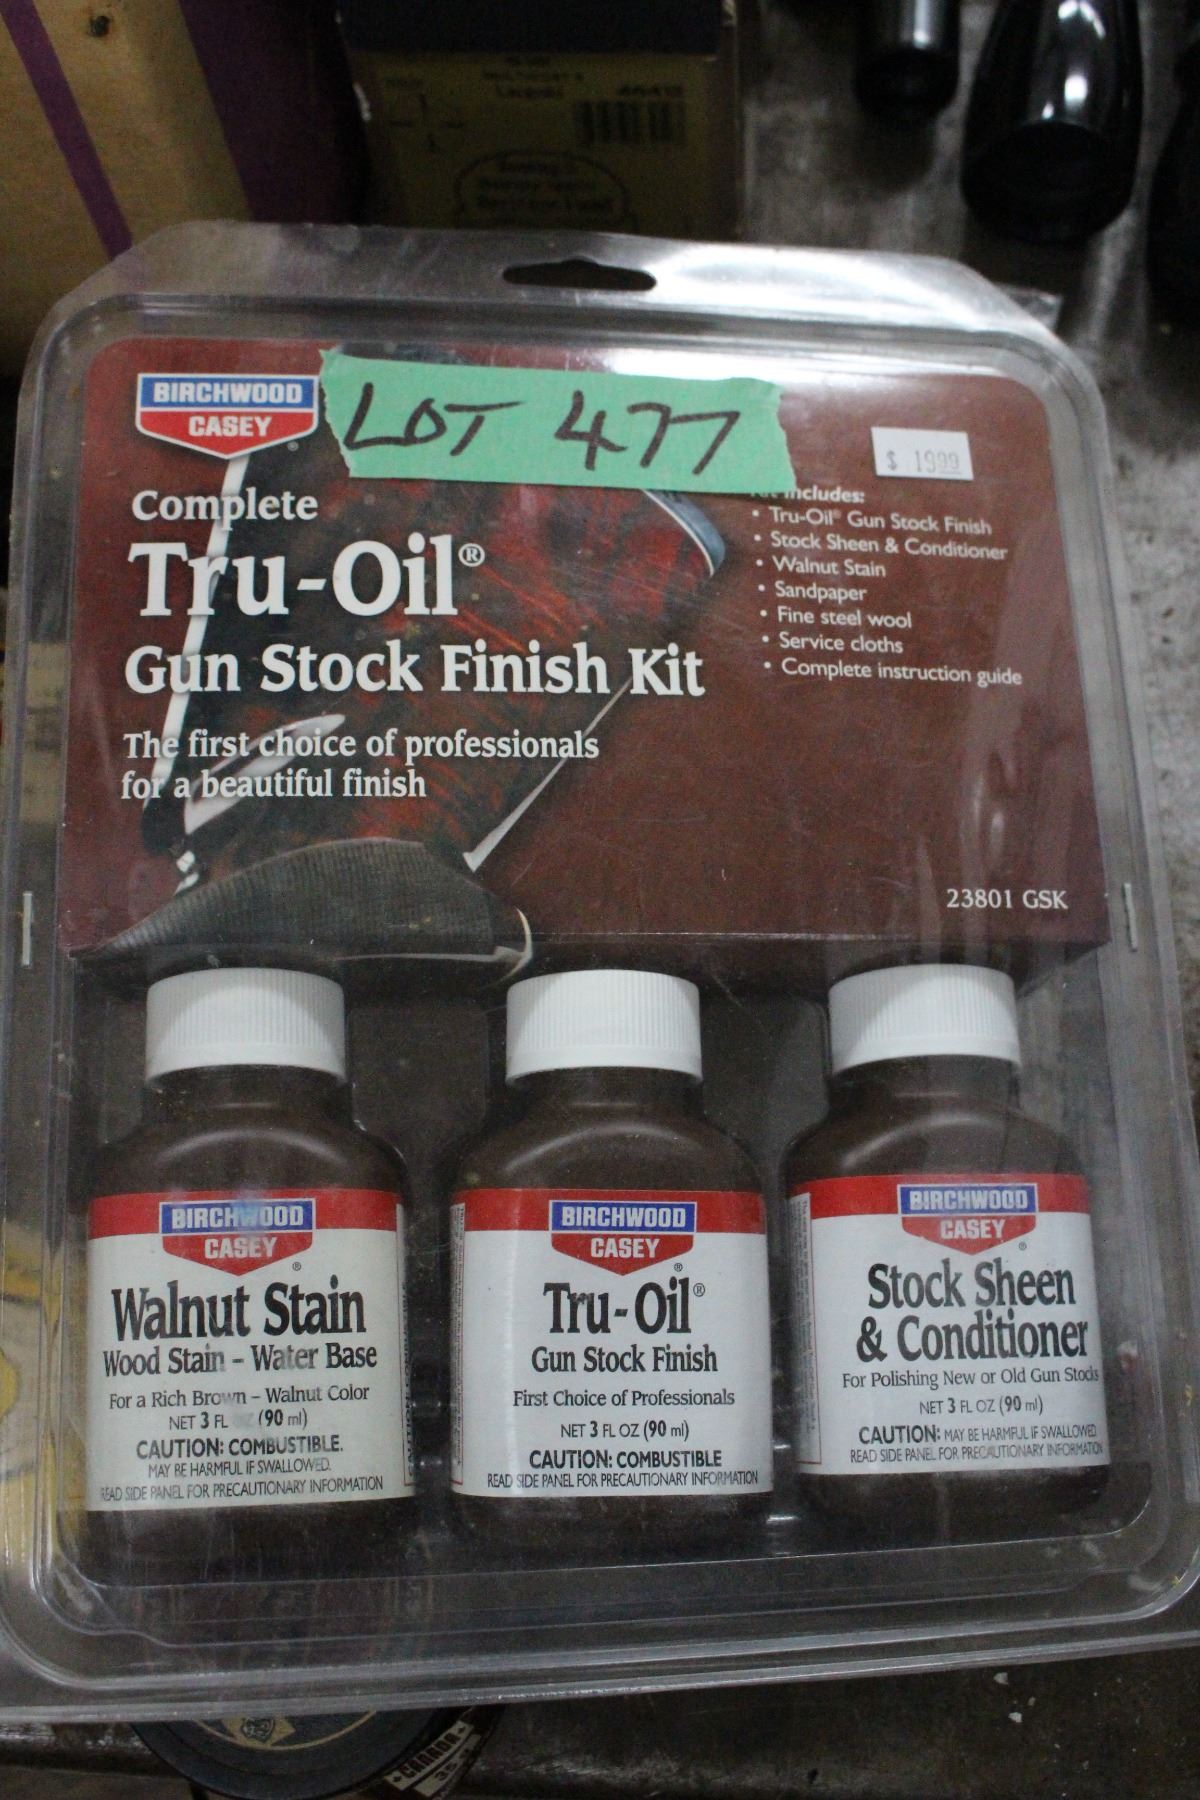 BIRCHWOOD
CASEY
®
LOT 477
$ 19.99
Complete
Tru-Oil®
Gun Stock Finish Kit
The first choice of professionals
for a beautiful finish
Includes:
• Tru-Oil® Gun Stock Finish
• Stock Sheen & Conditioner
• Walnut Stain
• Sandpaper
• Fine steel wool
• Service cloths
• Complete instruction guide
23801 GSK
BIRCHWOOD
CASEY
®
Walnut Stain
Wood Stain - Water Base
For a Rich Brown - Walnut Color
NET 3 FL (90 ml)
CAUTION: COMBUSTIBLE.
MAY BE HARMFUL IF SWALLOWED.
READ SIDE PANEL FOR PRECAUTIONARY INFORMATION
BIRCHWOOD
CASEY
®
Tru-Oil®
Gun Stock Finish
First Choice of Professionals
NET 3 FL OZ (90 ml)
CAUTION: COMBUSTIBLE
READ SIDE PANEL FOR PRECAUTIONARY INFORMATION
BIRCHWOOD
CASEY
®
Stock Sheen
& Conditioner
For Polishing New or Old Gun Stocks
NET 3 FL OZ (90 ml)
CAUTION: MAY BE HARMFUL IF SWALLOWED
READ SIDE PANEL FOR PRECAUTIONARY INFORMATION
CANADA